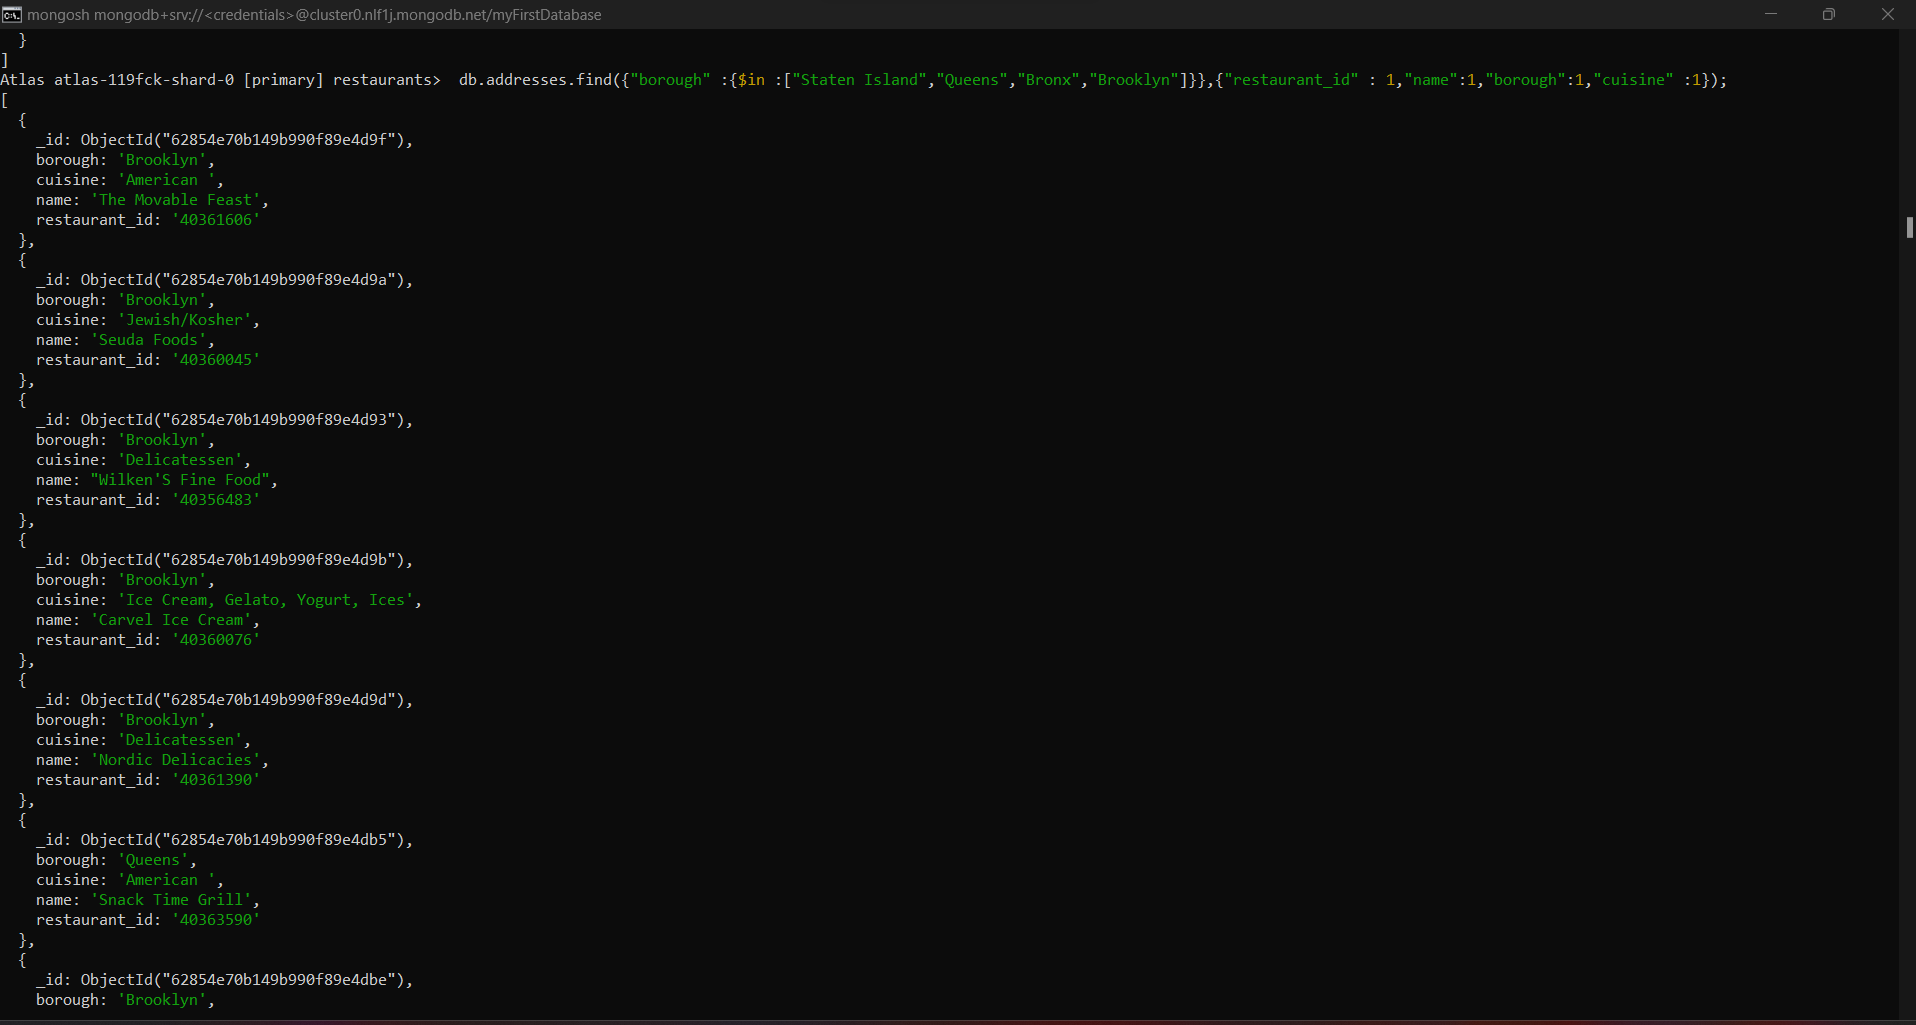 mongosh mongodb+srv://<credentials>@cluster0.nlf1j.mongodb.net/myFirstDatabase
  }
]
Atlas atlas-119fck-shard-0 [primary] restaurants>  db.addresses.find({"borough" :{$in :["Staten Island","Queens","Bronx","Brooklyn"]}},{"restaurant_id" : 1,"name":1,"borough":1,"cuisine" :1});
[
  {
    _id: ObjectId("62854e70b149b990f89e4d9f"),
    borough: 'Brooklyn',
    cuisine: 'American ',
    name: 'The Movable Feast',
    restaurant_id: '40361606'
  },
  {
    _id: ObjectId("62854e70b149b990f89e4d9a"),
    borough: 'Brooklyn',
    cuisine: 'Jewish/Kosher',
    name: 'Seuda Foods',
    restaurant_id: '40360045'
  },
  {
    _id: ObjectId("62854e70b149b990f89e4d93"),
    borough: 'Brooklyn',
    cuisine: 'Delicatessen',
    name: "Wilken'S Fine Food",
    restaurant_id: '40356483'
  },
  {
    _id: ObjectId("62854e70b149b990f89e4d9b"),
    borough: 'Brooklyn',
    cuisine: 'Ice Cream, Gelato, Yogurt, Ices',
    name: 'Carvel Ice Cream',
    restaurant_id: '40360076'
  },
  {
    _id: ObjectId("62854e70b149b990f89e4d9d"),
    borough: 'Brooklyn',
    cuisine: 'Delicatessen',
    name: 'Nordic Delicacies',
    restaurant_id: '40361390'
  },
  {
    _id: ObjectId("62854e70b149b990f89e4db5"),
    borough: 'Queens',
    cuisine: 'American ',
    name: 'Snack Time Grill',
    restaurant_id: '40363590'
  },
  {
    _id: ObjectId("62854e70b149b990f89e4dbe"),
    borough: 'Brooklyn',